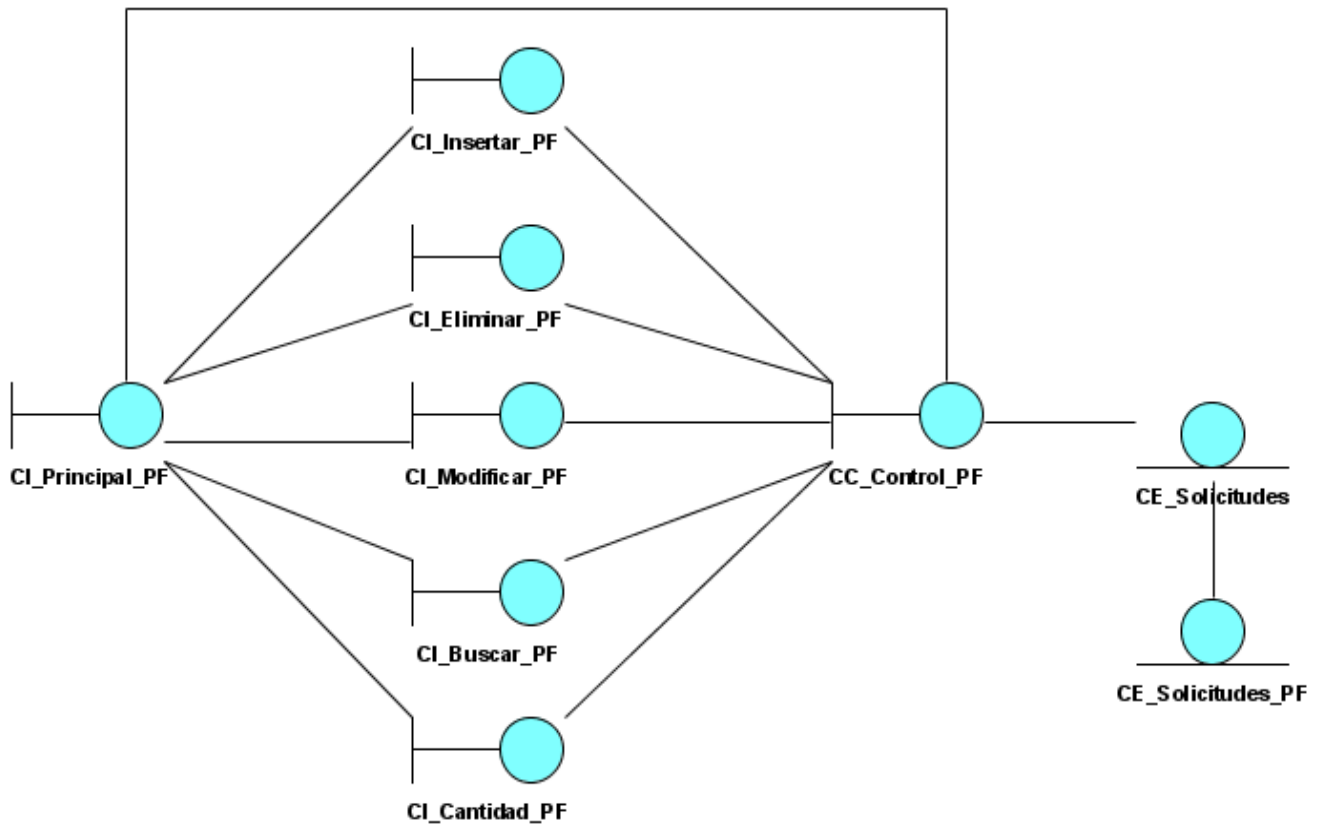 CI_Insertar_PF
CI_Eliminar_PF
CI_Principal_PF
CI_Modificar_PF
CC_Control_PF
CE_Solicitudes
CI_Buscar_PF
CE_Solicitudes_PF
CI_Cantidad_PF